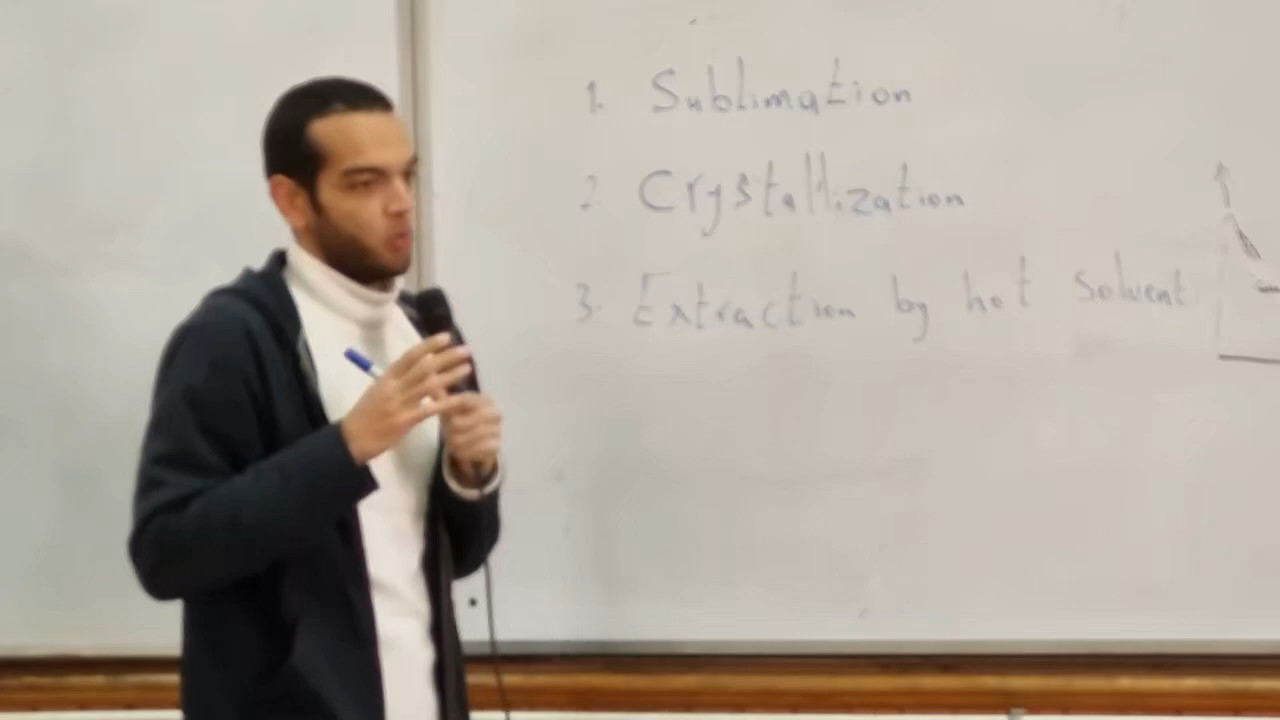 1. Sublimation
2. Crystallization
3. Extraction by hot Solvent